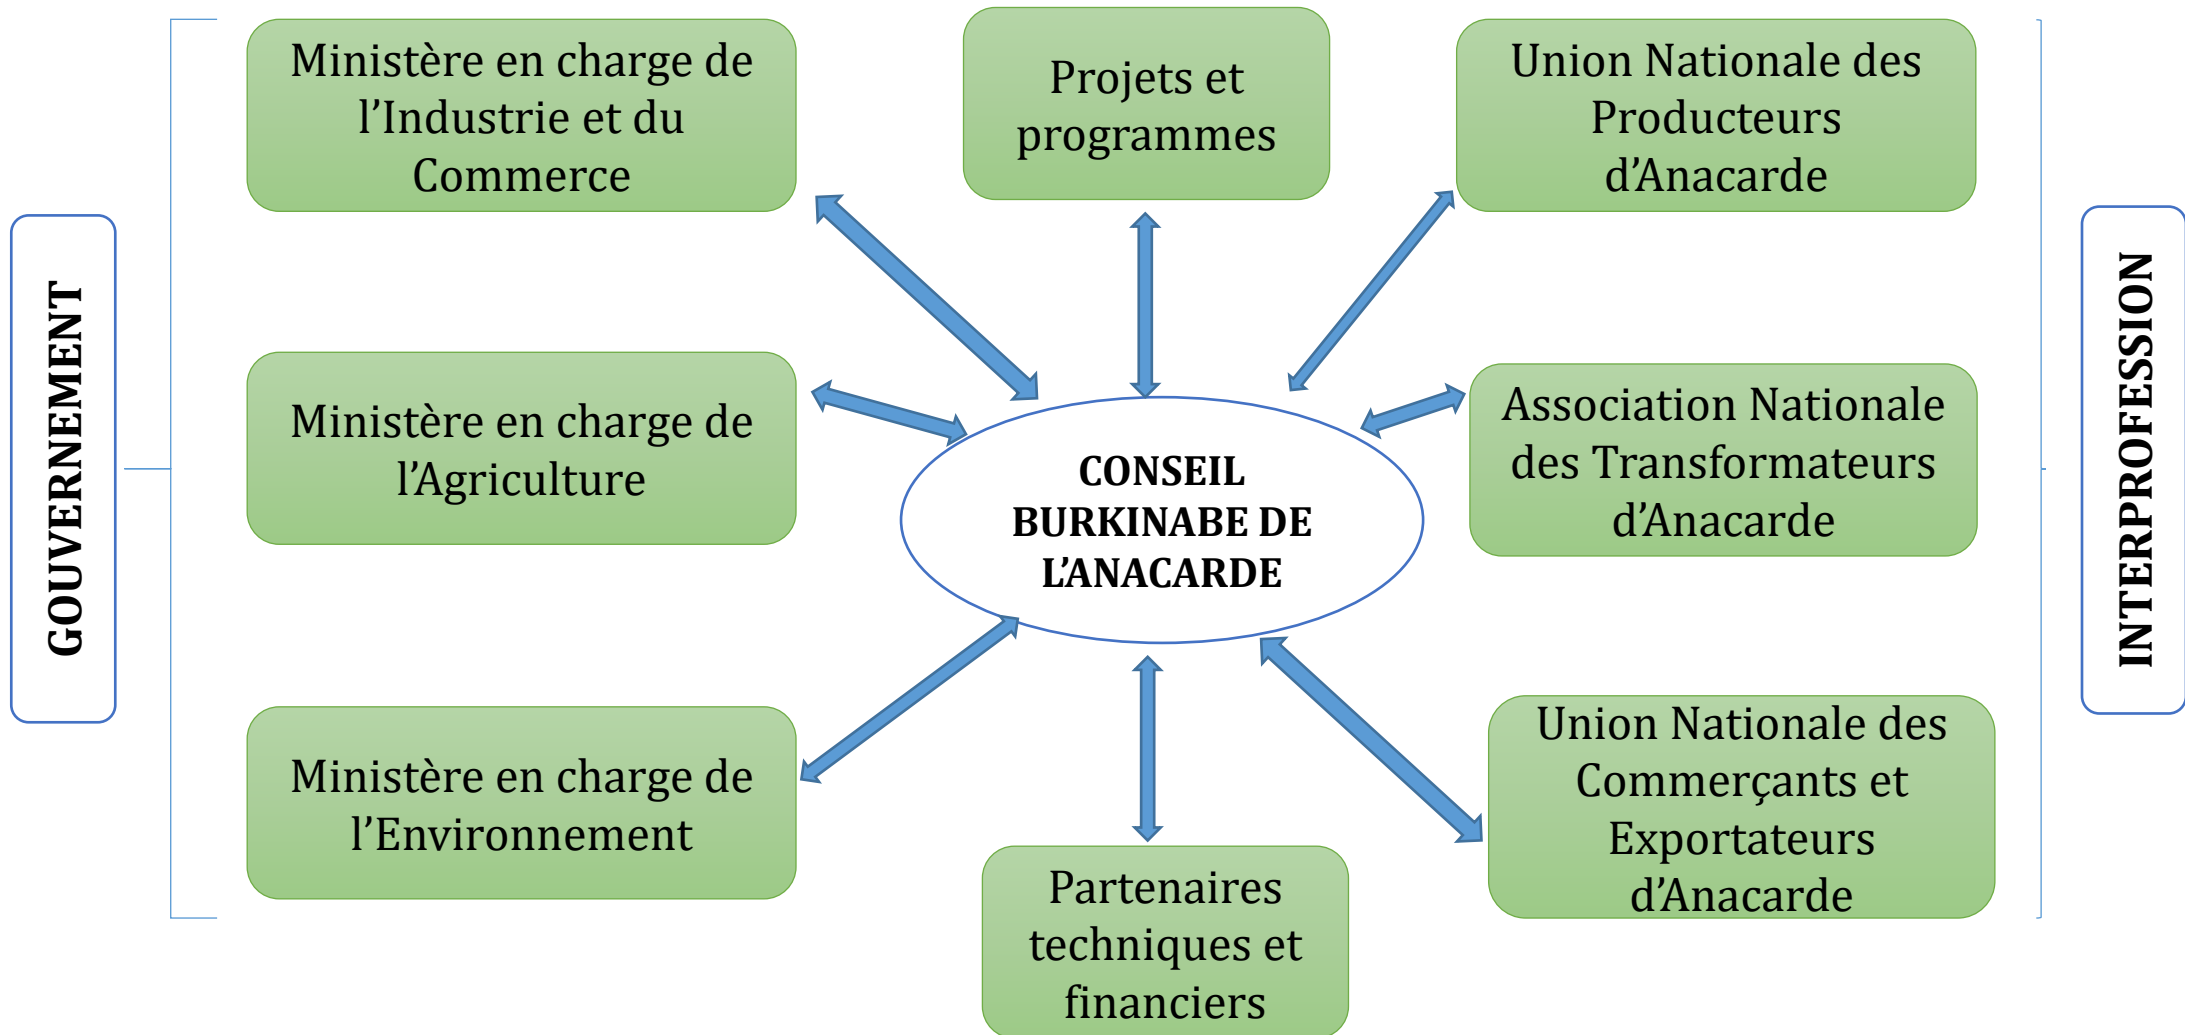 GOUVERNEMENT
Ministère en charge de
l’Industrie et du
Commerce
Ministère en charge de
l’Agriculture
Ministère en charge de
l’Environnement
Projets et
programmes
CONSEIL
BURKINABE DE
L’ANACARDE
Partenaires
techniques et
financiers
Union Nationale des
Producteurs
d’Anacarde
Association Nationale
des Transformateurs
d’Anacarde
Union Nationale des
Commerçants et
Exportateurs
d’Anacarde
INTERPROFESSION